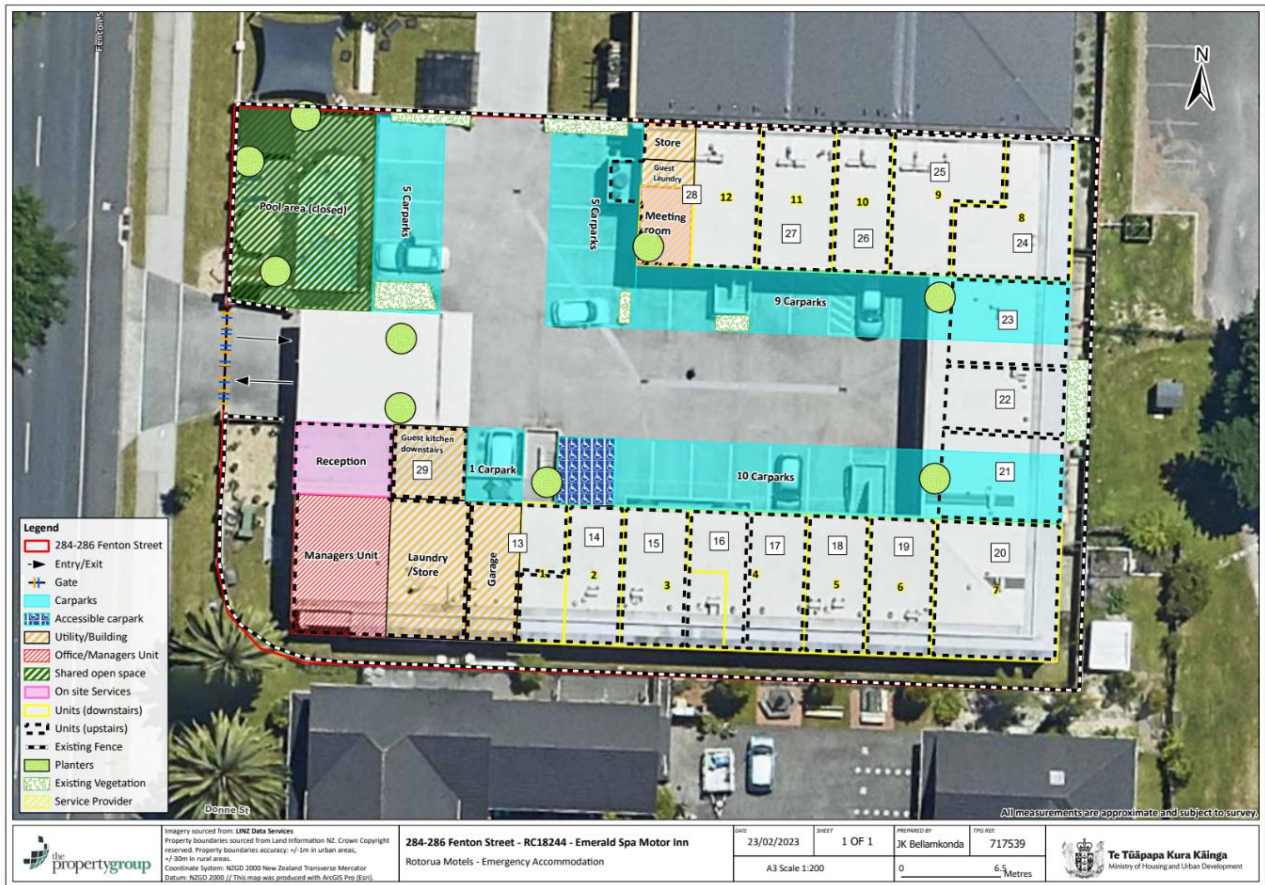 Fenton St
N
Store
Guest
Laundry
28
Meeting
room
12
11
27
10
26
25
9
8
24
5 Carparks
Pool area (closed)
5 Carparks
9 Carparks
23
22
21
Reception
Guest kitchen
downstairs
29
1 Carpark
10 Carparks
Managers Unit
Laundry
/Store
Garage
13
1
14
2
15
3
16
17
4
18
5
19
6
20
7
Legend
284-286 Fenton Street
Entry/Exit
Gate
Carparks
Accessible carpark
Utility/Building
Office/Managers Unit
Shared open space
On site Services
Units (downstairs)
Units (upstairs)
Existing Fence
Planters
Existing Vegetation
Service Provider
Donne St
All measurements are approximate and subject to survey.
the
propertygroup
Imagery sourced from: LINZ Data Services
Property boundaries sourced from Land Information NZ. Crown Copyright
reserved. Property boundaries accuracy: +/-1m in urban areas,
+/-30m in rural areas.
Coordinate System: NZGD 2000 New Zealand Transverse Mercator
Datum: NZGD 2000 // This map was produced with ArcGIS Pro (Esri).
284-286 Fenton Street - RC18244 - Emerald Spa Motor Inn
Rotorua Motels - Emergency Accommodation
DATE
23/02/2023
SHEET
1 OF 1
PREPARED BY
JK Bellamkonda
TPG REF.
717539
A3 Scale 1:200
0
6.5
Metres
Te Tūāpapa Kura Kāinga
Ministry of Housing and Urban Development